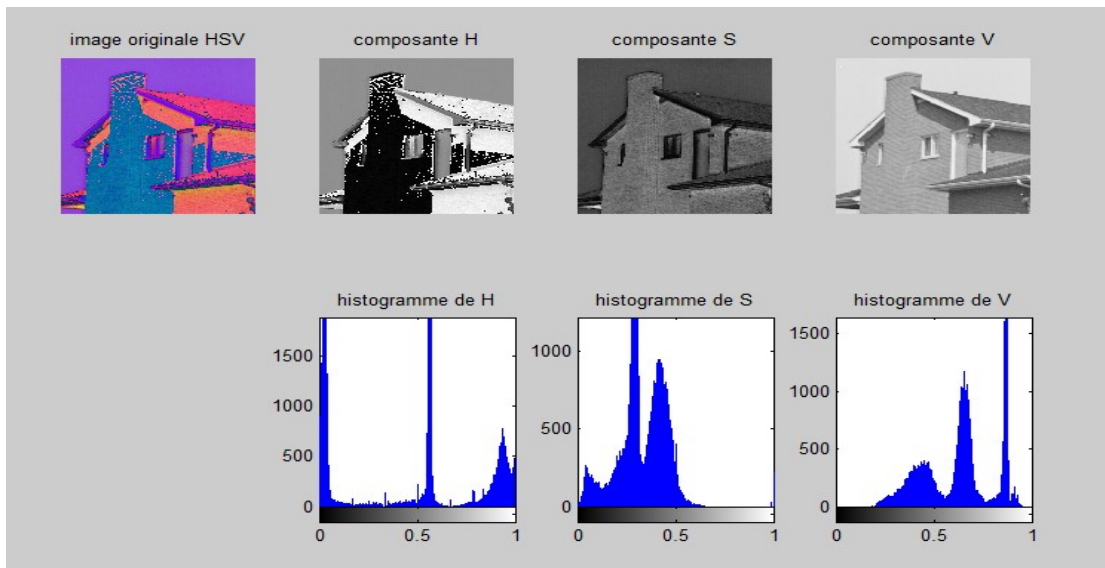 image originale HSV
composante H
composante S
composante V
histogramme de H
histogramme de S
histogramme de V
1500
1000
500
0
0 0.5 1
1000
500
0
0 0.5 1
1500
1000
500
0
0 0.5 1